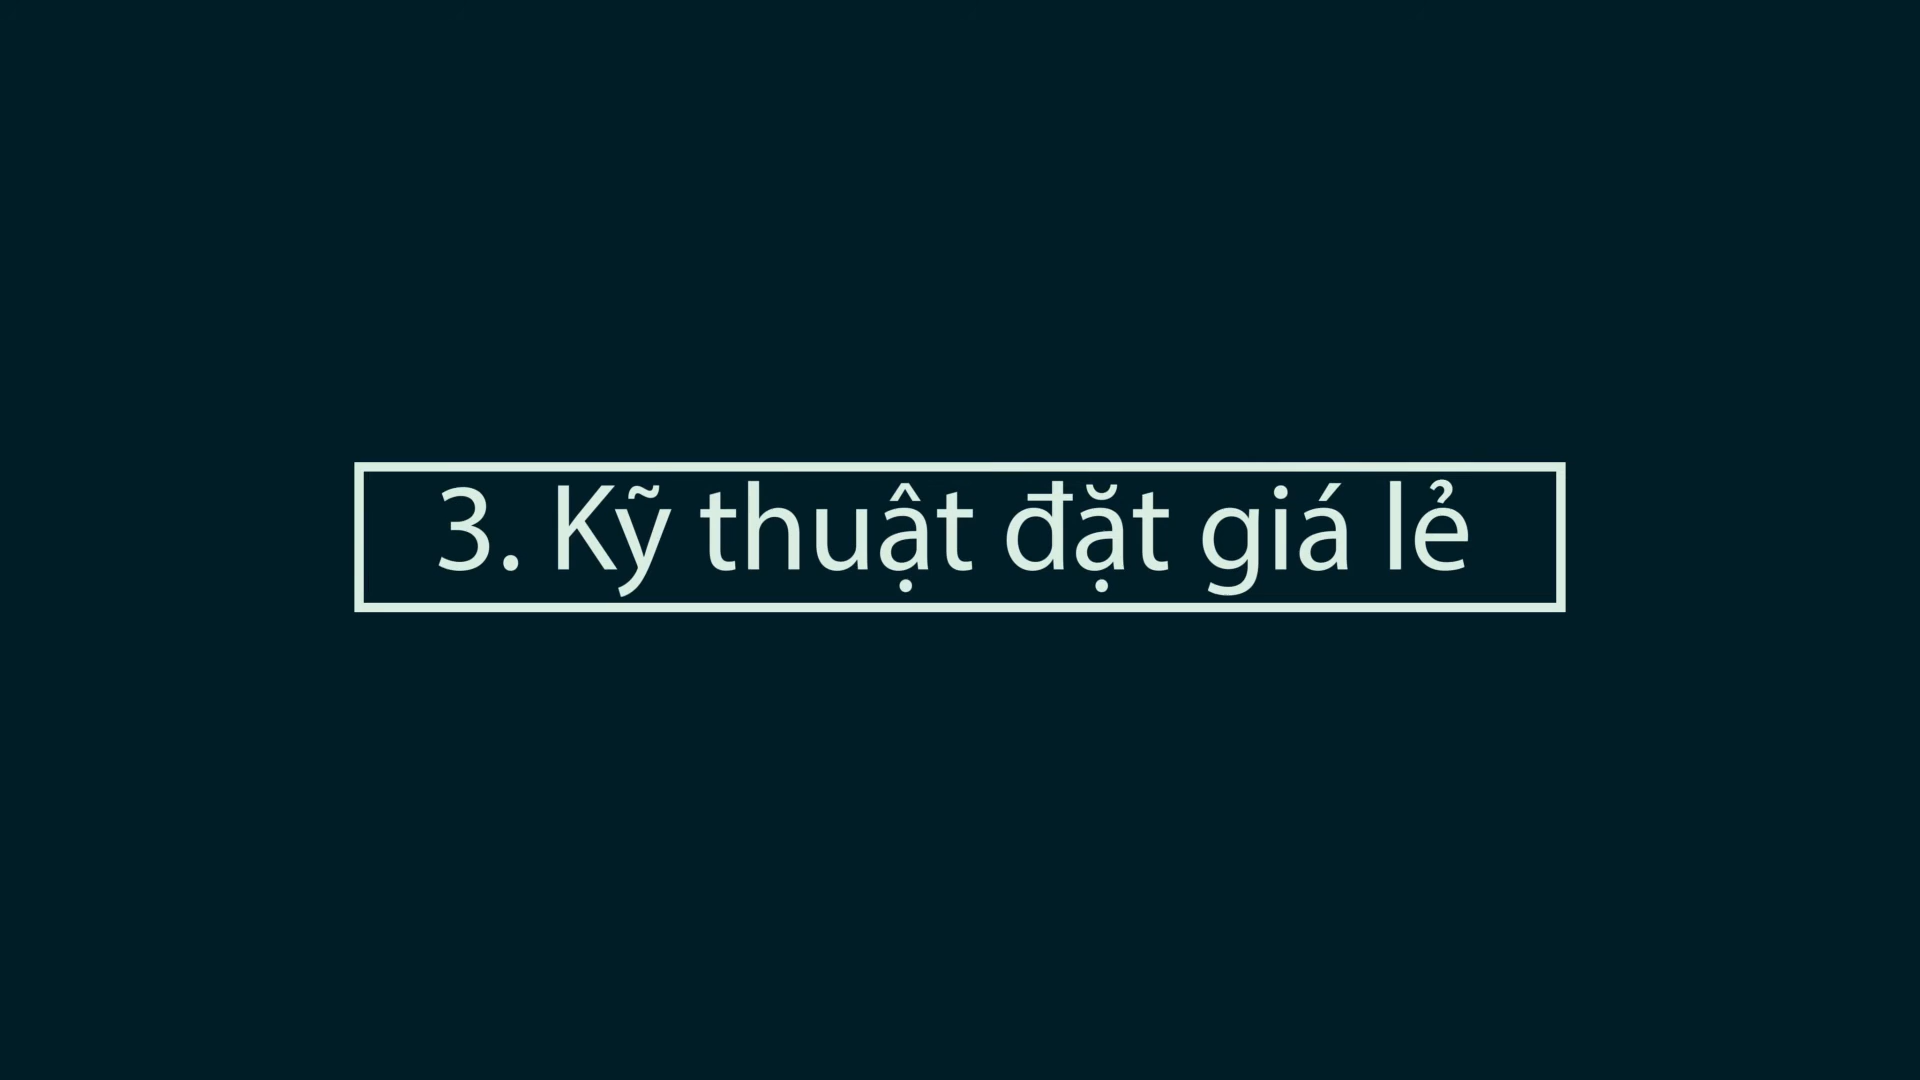 3. Kỹ thuật đặt giá lẻ